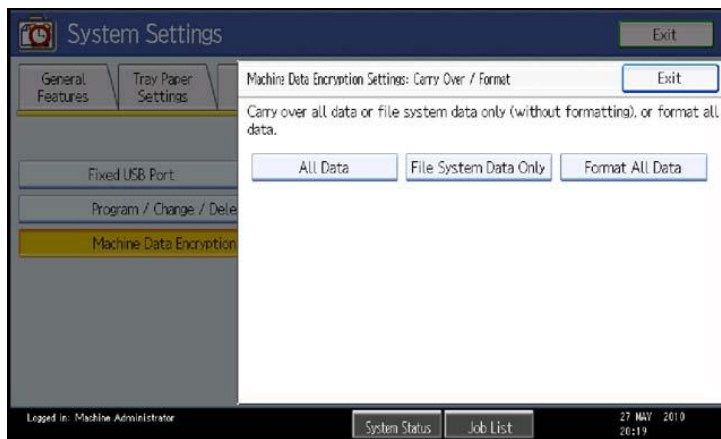 System Settings
Exit
General
Features
Tray Paper
Settings
Machine Data Encryption Settings: Carry Over / Format
Exit
Carry over all data or file system data only (without formatting), or format all
data.
All Data
File System Data Only
Format All Data
Fixed USB Port
Program / Change / Dele
Machine Data Encryption
Logged in: Machine Administrator
System Status
Job List
27 MAY 2010
20:19